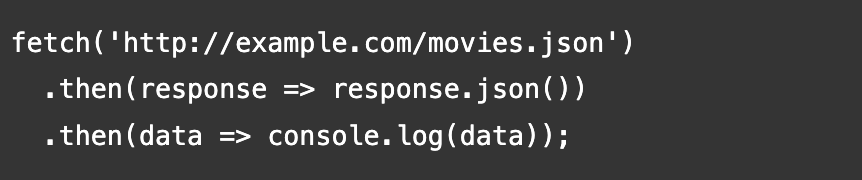 fetch('http://example.com/movies.json')
  .then(response => response.json())
  .then(data => console.log(data));